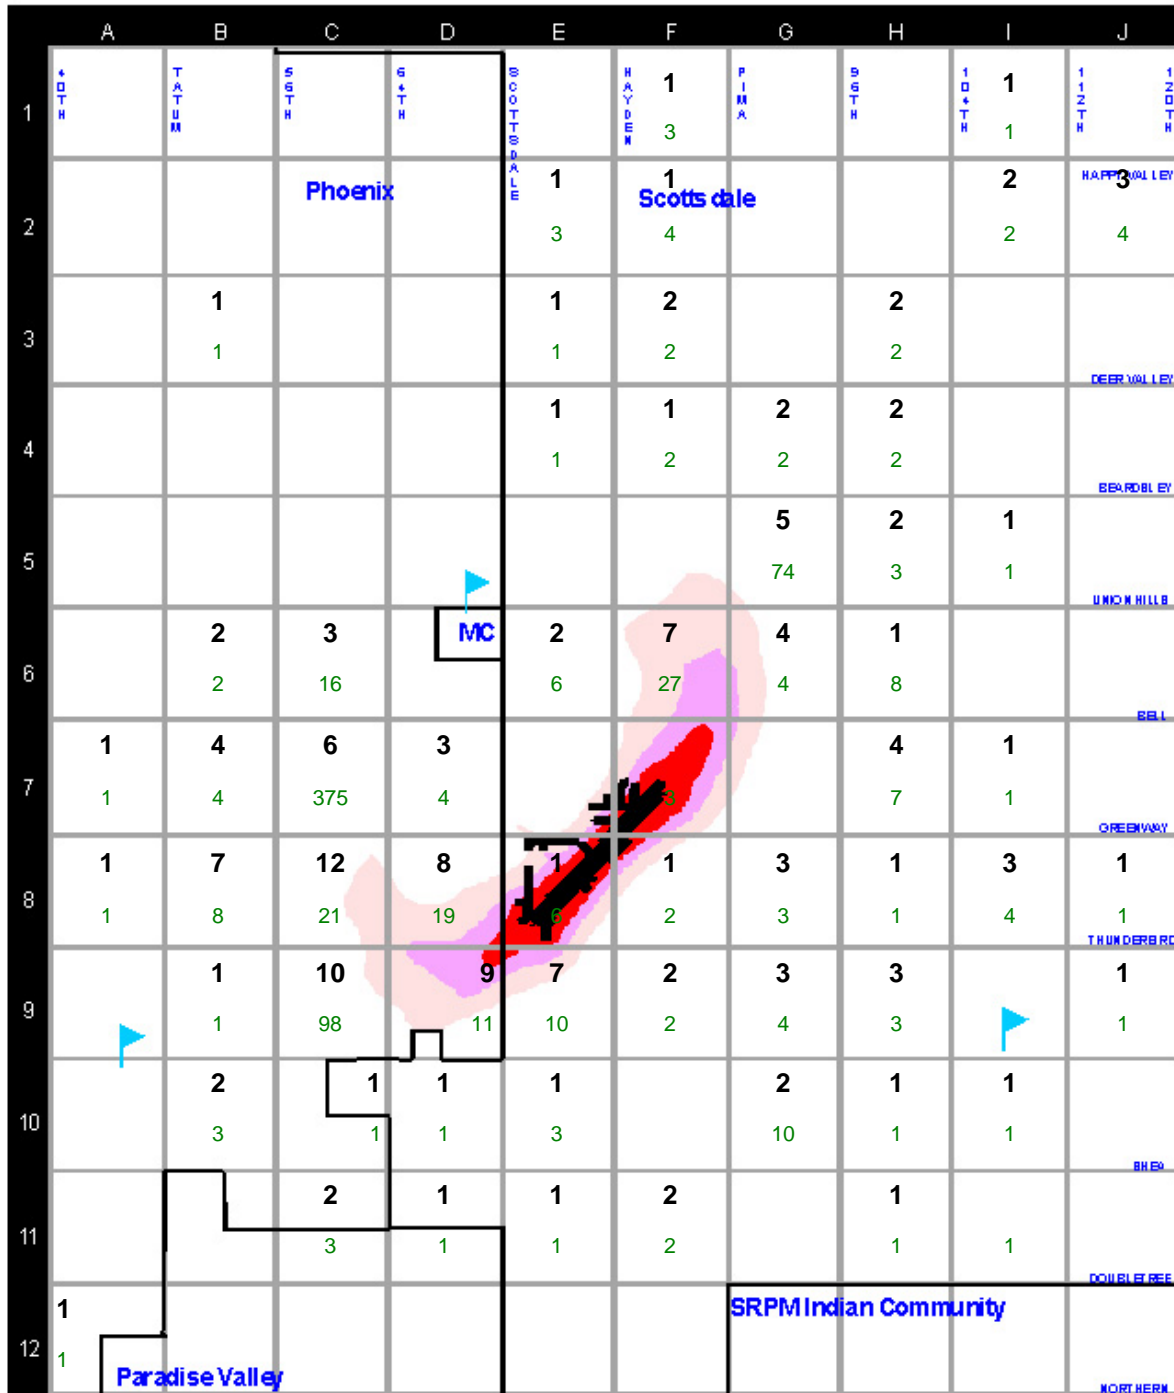 A B C D E F G H I J
1
40TH TATUM 56TH 64TH SCOTTSDALE HAYDEN PIMA 96TH 104TH 112TH 120TH
1 1
3 1
Phoenix Scottsdale HAPPY VALLEY
2
1 1 2 3
3 4 2 4
3
1 1 2 2
1 1 2 2
DEER VALLEY
4
1 1 2 2
1 2 2 2
BEARDSLEY
5
5 2 1
74 3 1
UNION HILLS
6
2 3 MC 2 7 4 1
2 16 6 27 4 8
BELL
7
1 4 6 3 4 1
1 4 375 4 3 7 1
GREENWAY
8
1 7 12 8 1 1 3 1 3 1
1 8 21 19 6 2 3 1 4 1
THUNDERBIRD
9
1 10 9 7 2 3 3 1
1 98 11 10 2 4 3 1
10
2 1 1 1 2 1 1
3 1 1 3 10 1 1
SHEA
11
2 1 1 2 1
3 1 1 2 1 1
DOUBLETREE
12
1 SRPM Indian Community
1
Paradise Valley
NORTHERN